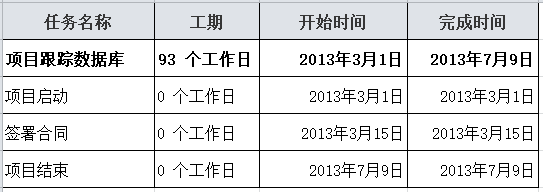 任务名称 工期 开始时间 完成时间
项目跟踪数据库 93 个工作日 2013年3月1日 2013年7月9日
项目启动 0 个工作日 2013年3月1日 2013年3月1日
签署合同 0 个工作日 2013年3月15日 2013年3月15日
项目结束 0 个工作日 2013年7月9日 2013年7月9日